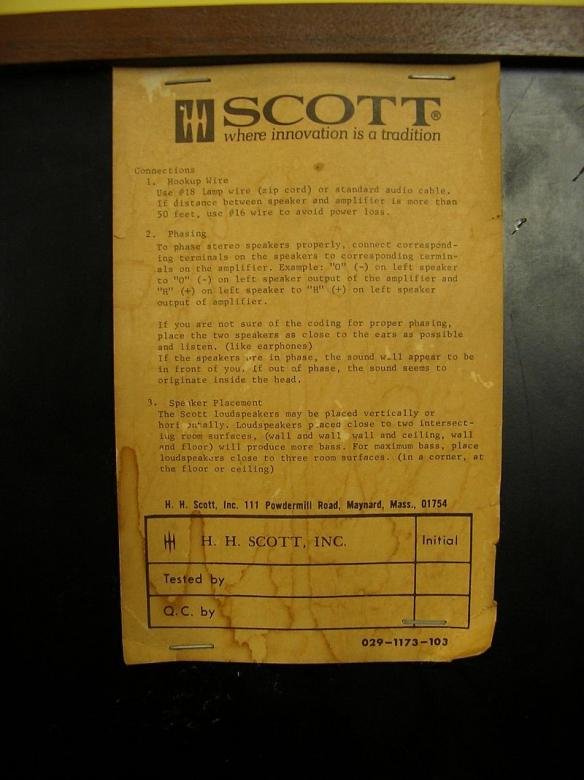 SCOTT®
where innovation is a tradition
Connections
1. Hookup Wire
Use #18 Lamp wire (zip cord) or standard audio cable.
If distance between speaker and amplifier is more than
50 feet, use #16 wire to avoid power loss.
2. Phasing
To phase stereo speakers properly, connect correspond-
ing terminals on the speakers to corresponding termin-
als on the amplifier. Example: "O" (-) on left speaker
to "O" (-) on left speaker output of the amplifier and
"H" (+) on left speaker to "H" (+) on left speaker
output of amplifier.
If you are not sure of the coding for proper phasing,
place the two speakers as close to the ears as possible
and listen. (like earphones)
If the speakers are in phase, the sound will appear to be
in front of you. If out of phase, the sound seems to
originate inside the head.
3. Speaker Placement
The Scott loudspeakers may be placed vertically or
horizontally. Loudspeakers placed close to two intersect-
ing room surfaces, (wall and wall, wall and ceiling, wall
and floor) will produce more bass. For maximum bass, place
loudspeakers close to three room surfaces. (in a corner, at
the floor or ceiling)
H. H. Scott, Inc. 111 Powdermill Road, Maynard, Mass., 01754
H. H. SCOTT, INC. Initial
Tested by
Q.C. by
029-1173-103